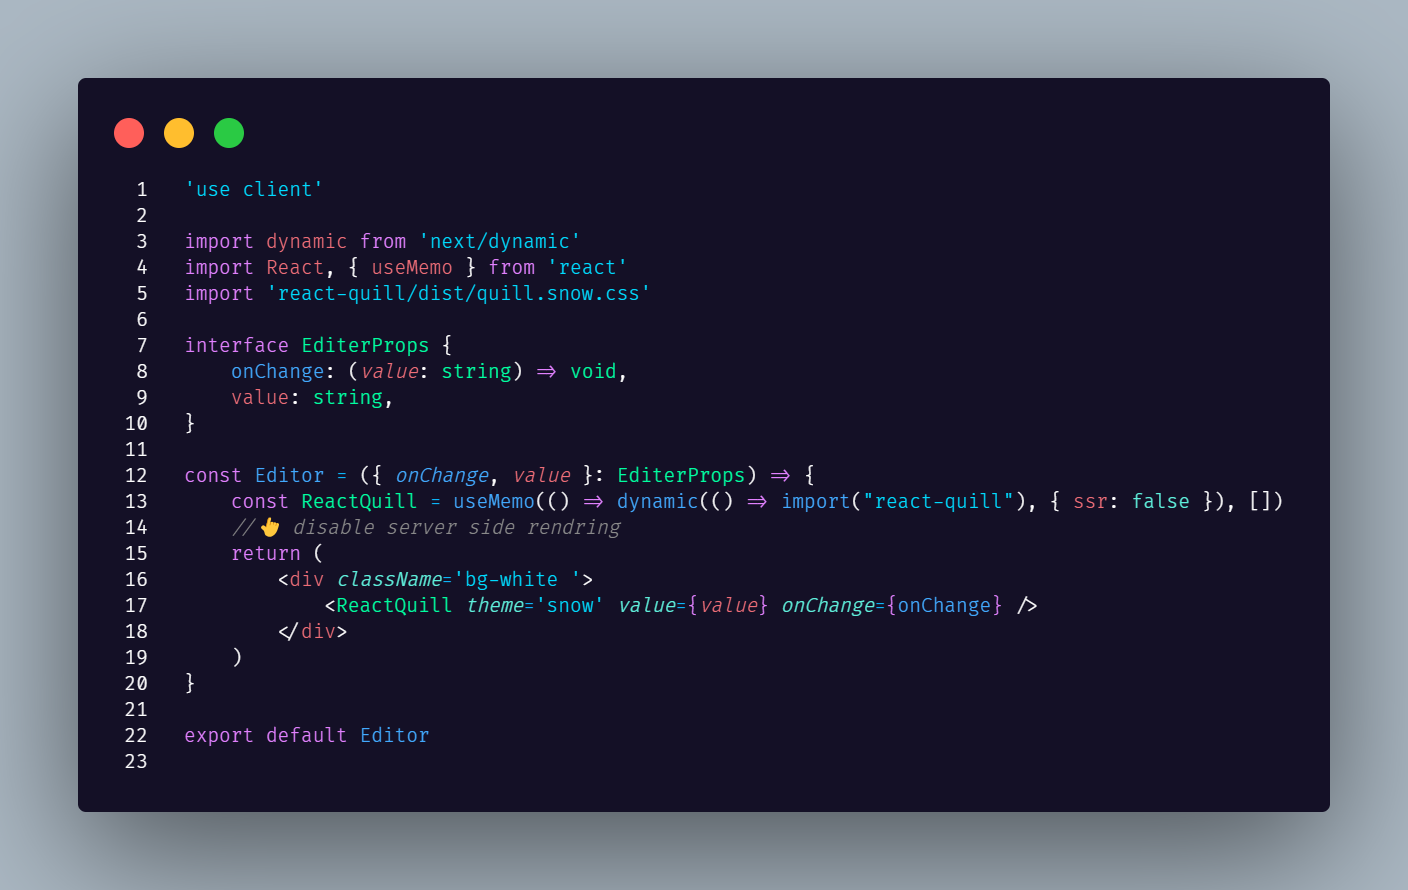 1 'use client'
2
3 import dynamic from 'next/dynamic'
4 import React, { useMemo } from 'react'
5 import 'react-quill/dist/quill.snow.css'
6
7 interface EditerProps {
8     onChange: (value: string) => void,
9     value: string,
10 }
11
12 const Editor = ({ onChange, value }: EditerProps) => {
13     const ReactQuill = useMemo(() => dynamic(() => import("react-quill"), { ssr: false }), [])
14     //👆 disable server side rendring
15     return (
16         <div className='bg-white '>
17             <ReactQuill theme='snow' value={value} onChange={onChange} />
18         </div>
19     )
20 }
21
22 export default Editor
23